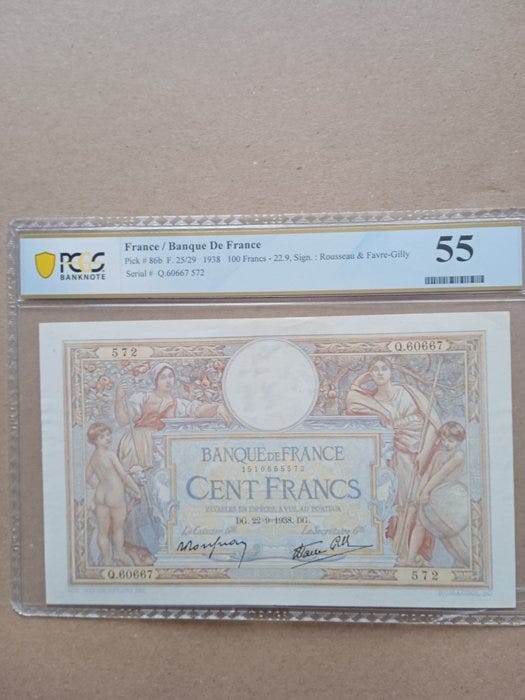 PCGS
BANKNOTE
France / Banque De France
Pick # 86b F. 25/29 1938 100 Francs - 22.9, Sign. : Rousseau & Favre-Gilly
Serial # Q.60667 572
55
572
Q.60667
BANQUE DE FRANCE
1510665572
CENT FRANCS
PAYABLES EN ESPÈCES, À VUE, AU PORTEUR
DG. 22=9=1938. DG.
Le Caissier Gal
Le Secrétaire Gal
Q.60667
572